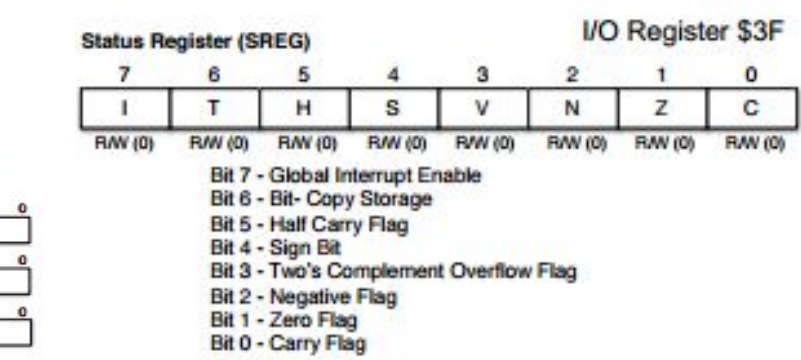 I/O Register $3F
Status Register (SREG)
7 6 5 4 3 2 1 0
I T H S V N Z C
R/W (0) R/W (0) R/W (0) R/W (0) R/W (0) R/W (0) R/W (0) R/W (0)
Bit 7 - Global Interrupt Enable
Bit 6 - Bit- Copy Storage
Bit 5 - Half Carry Flag
Bit 4 - Sign Bit
0
Bit 3 - Two's Complement Overflow Flag
0
Bit 2 - Negative Flag
Bit 1 - Zero Flag
0
Bit 0 - Carry Flag